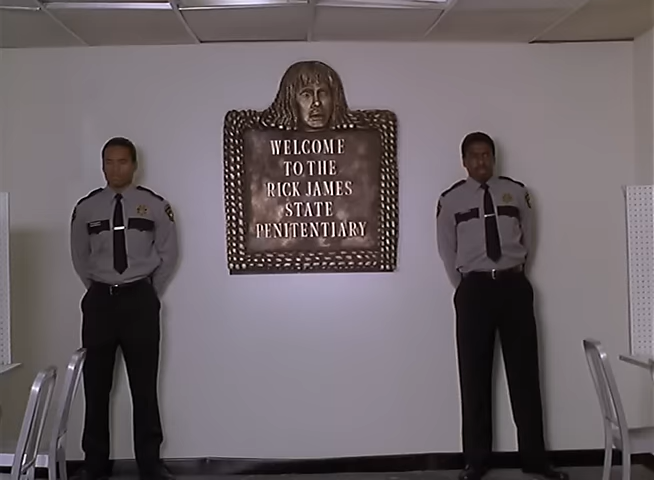 WELCOME
TO THE
RICK JAMES
STATE
PENITENTIARY